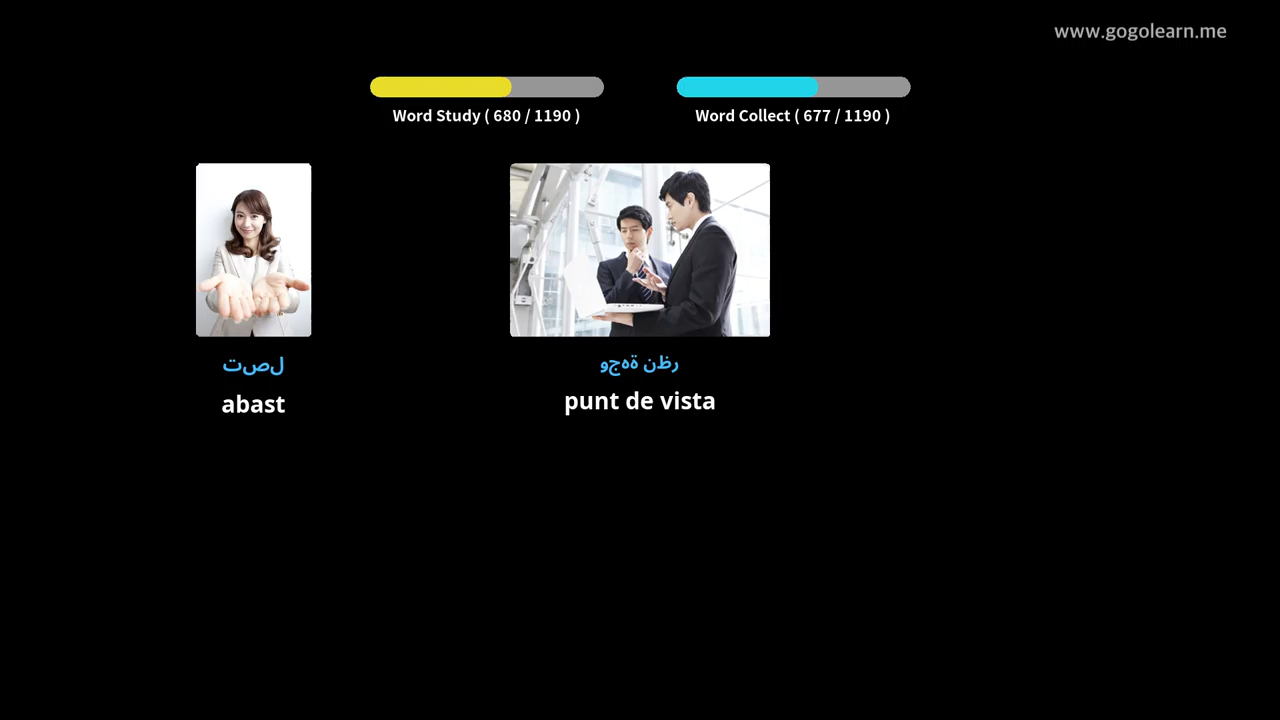 www.gogolearn.me
Word Study ( 680 / 1190 )
Word Collect ( 677 / 1190 )
لصت
abast
رظن ةهجو
punt de vista